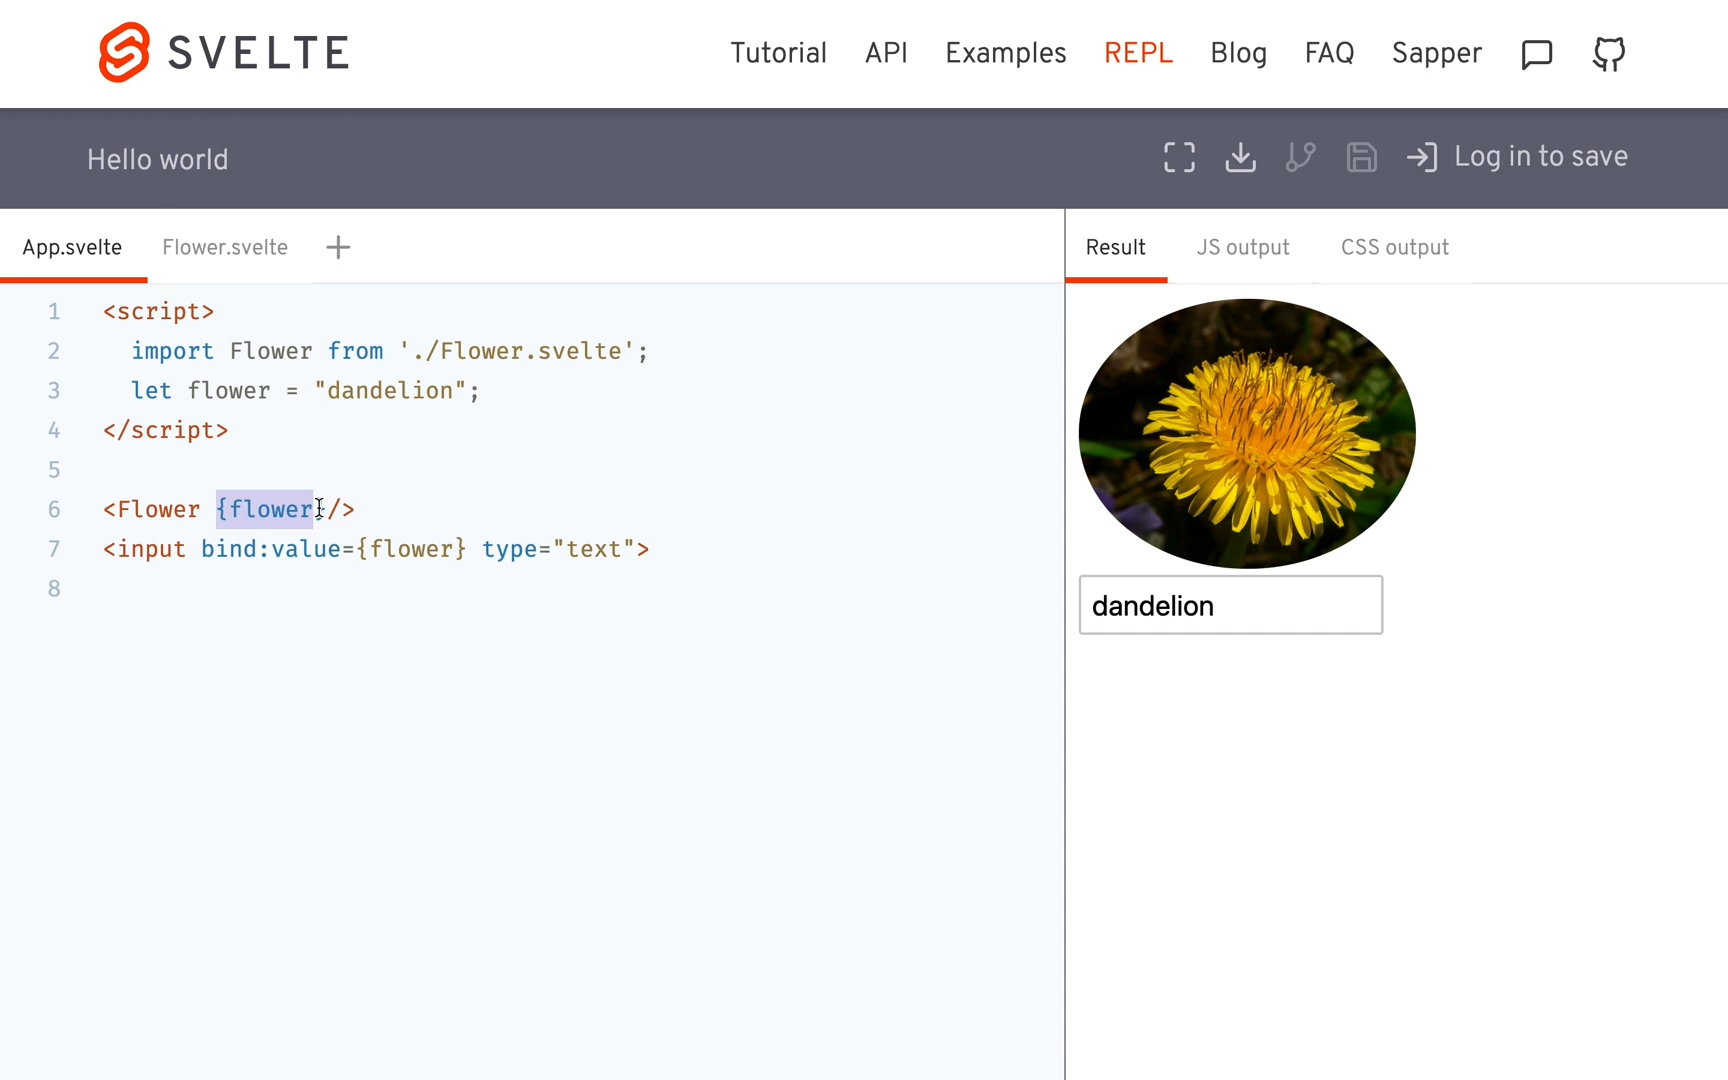 SVELTE
Tutorial API Examples REPL Blog FAQ Sapper
Hello world
Log in to save
App.svelte Flower.svelte +
Result JS output CSS output
1 <script>
2 import Flower from './Flower.svelte';
3 let flower = "dandelion";
4 </script>
5
6 <Flower {flower}/>
7 <input bind:value={flower} type="text">
8
dandelion